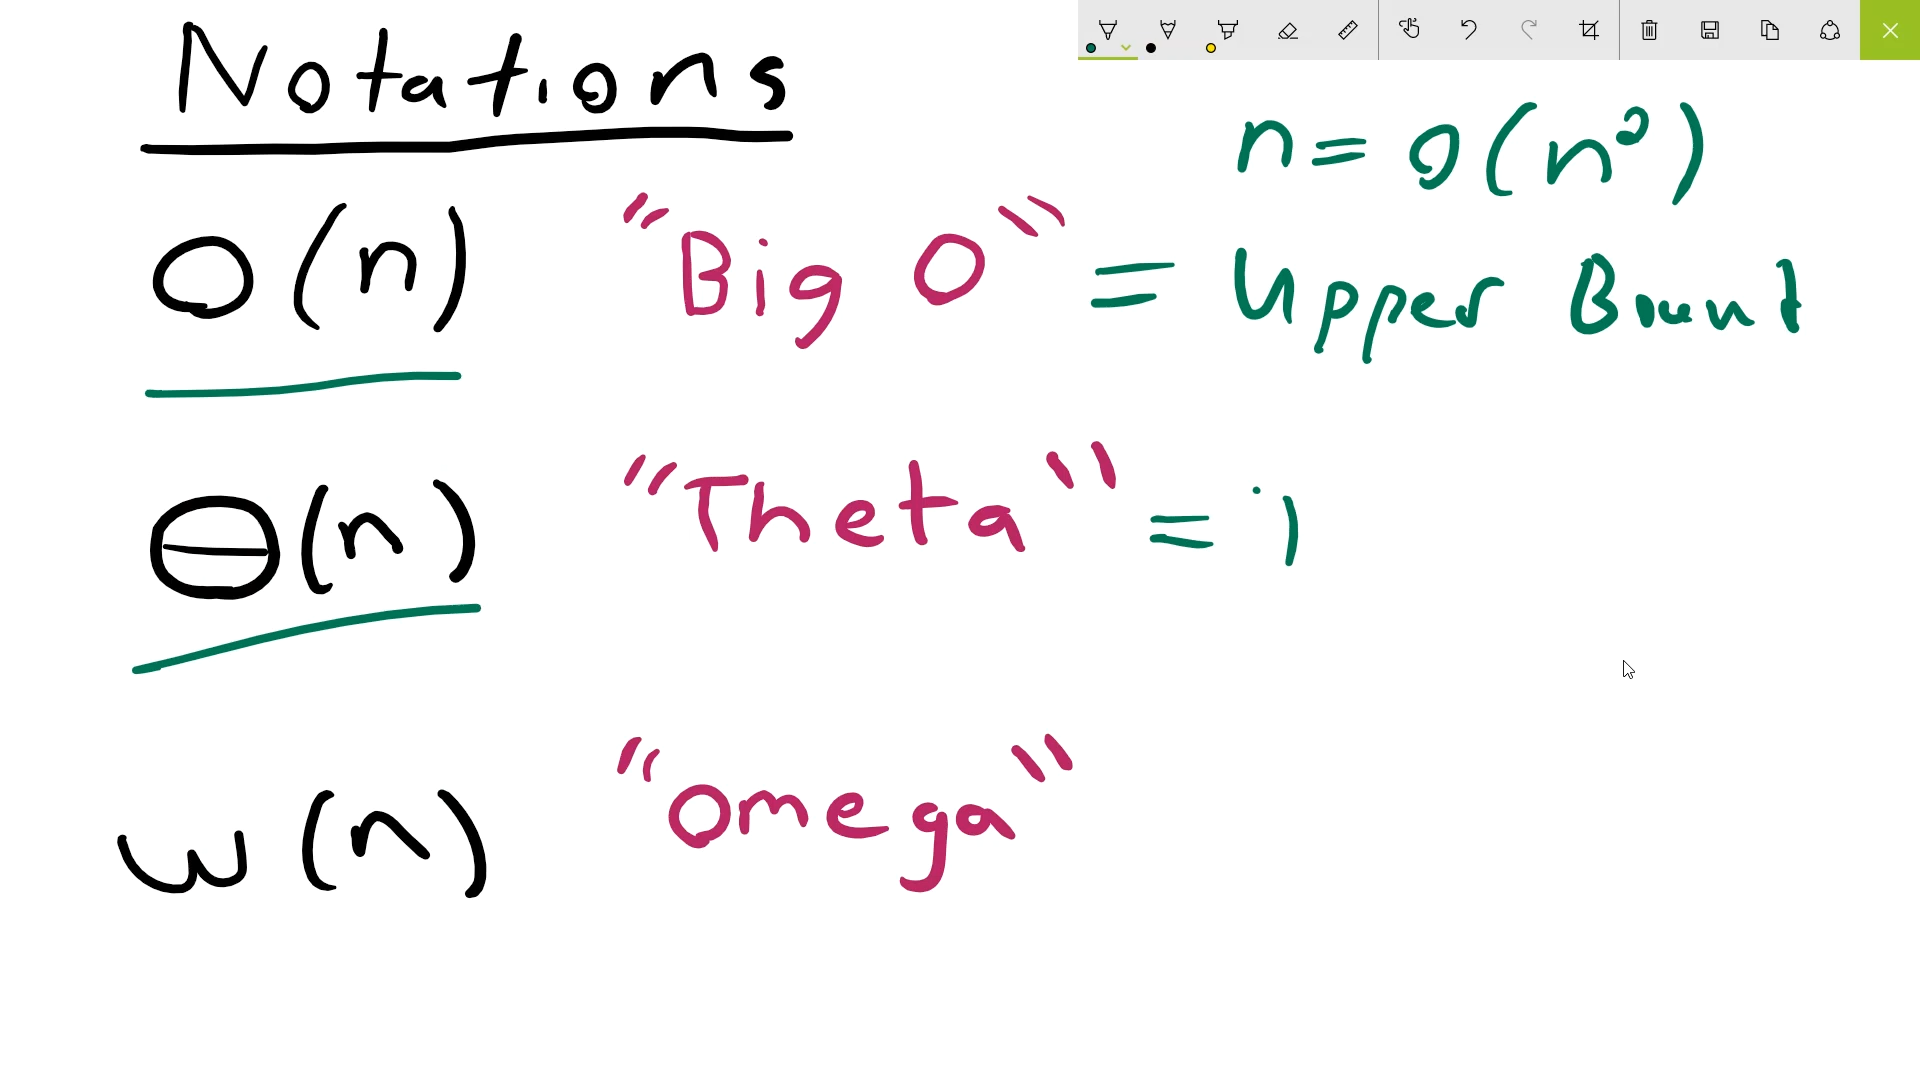 Notations
n = O(n²)
O(n) "Big O" = Upper Bount
Θ(n) "Theta" =
ω(n) "Omega"